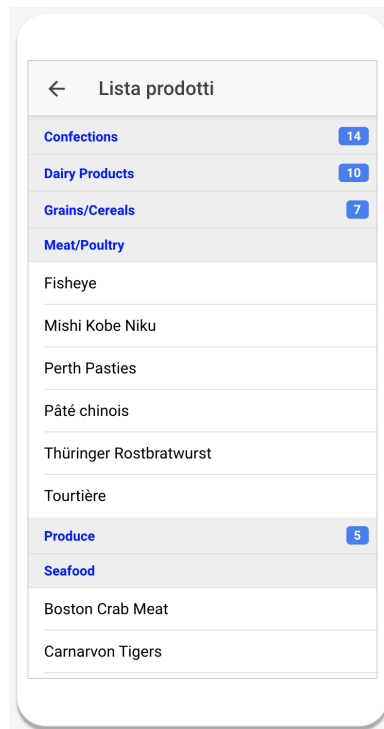 Lista prodotti
Confections 14
Dairy Products 10
Grains/Cereals 7
Meat/Poultry
Fisheye
Mishi Kobe Niku
Perth Pasties
Pâté chinois
Thüringer Rostbratwurst
Tourtière
Produce 5
Seafood
Boston Crab Meat
Carnarvon Tigers